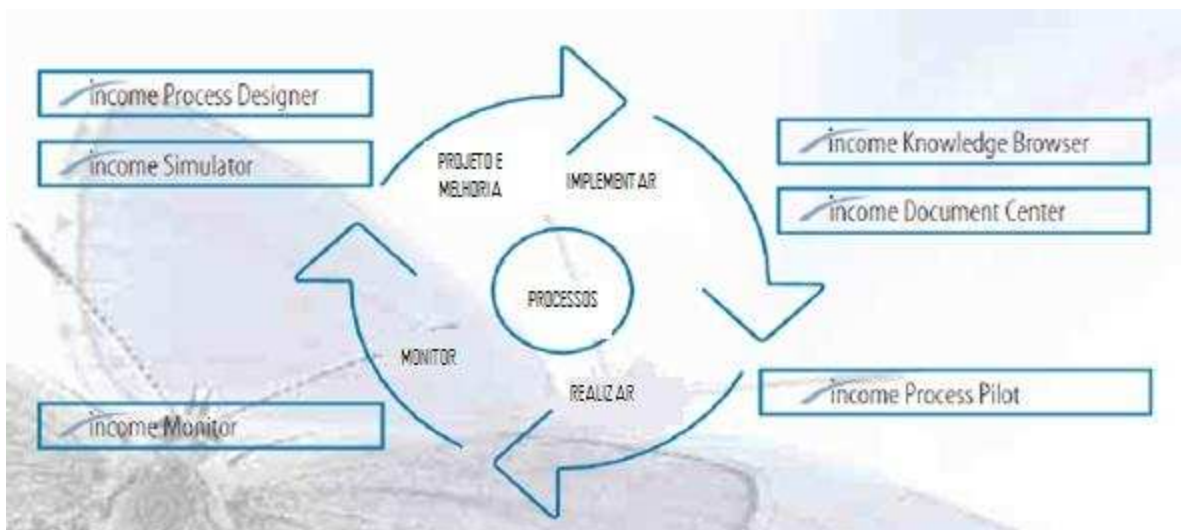 income Process Designer
income Simulator
PROJETO E
MELHORIA
IMPLEMENTAR
income Knowledge Browser
income Document Center
PROCESSOS
MONITOR
REALIZAR
income Process Pilot
income Monitor